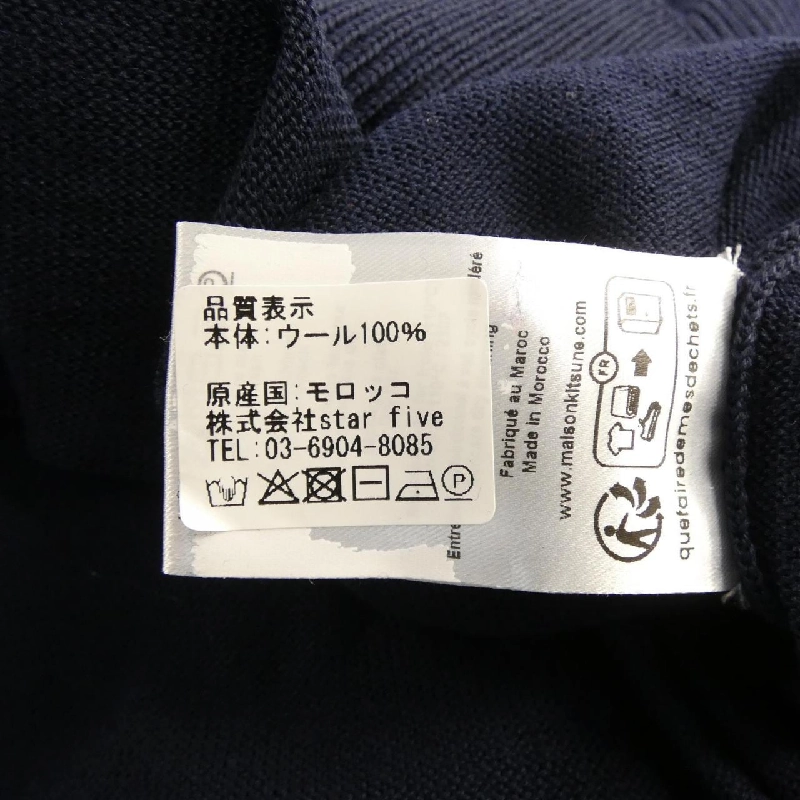 品質表示
本体:ウール100%
原産国:モロッコ
株式会社star five
TEL:03-6904-8085
P
Fabriqué au Maroc
Made in Morocco
www.maisonkitsune.com
FR
quefairedemesdechets.fr